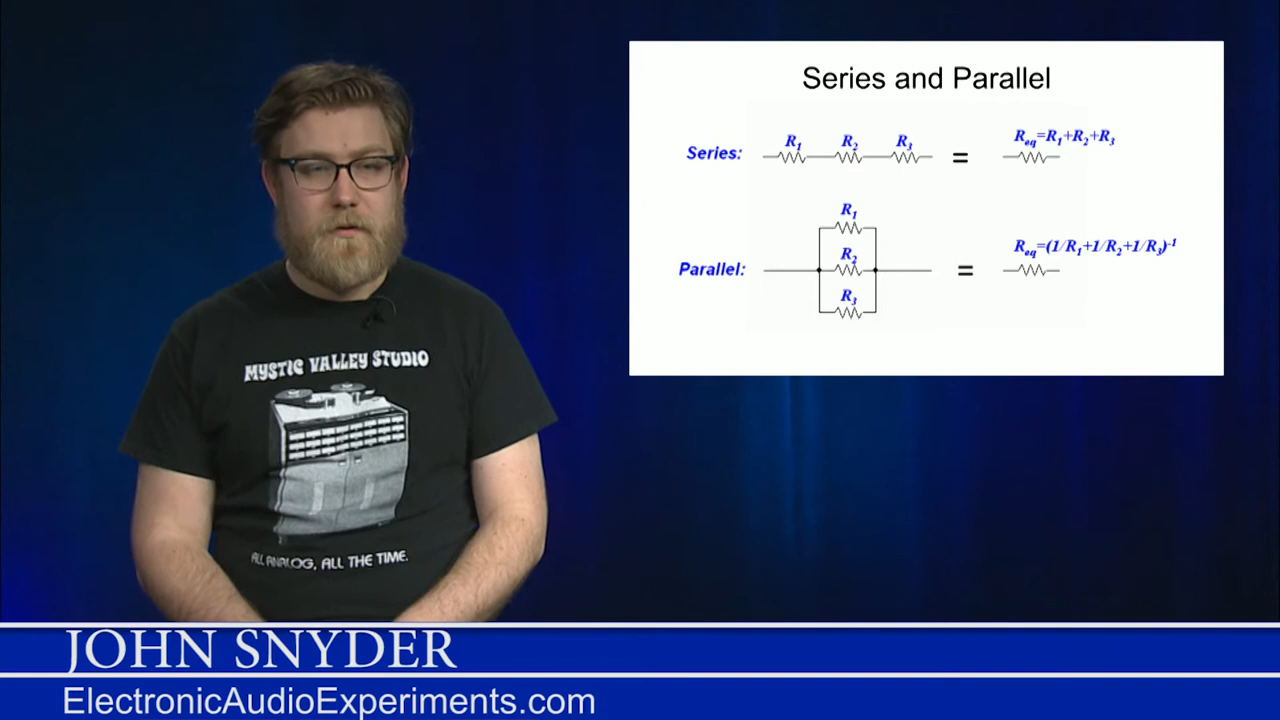 Series and Parallel
Series: R1 R2 R3 = Req=R1+R2+R3
Parallel: R1 R2 R3 = Req=(1/R1+1/R2+1/R3)-1
MYSTIC VALLEY STUDIO
ALL ANALOG, ALL THE TIME.
JOHN SNYDER
ElectronicAudioExperiments.com